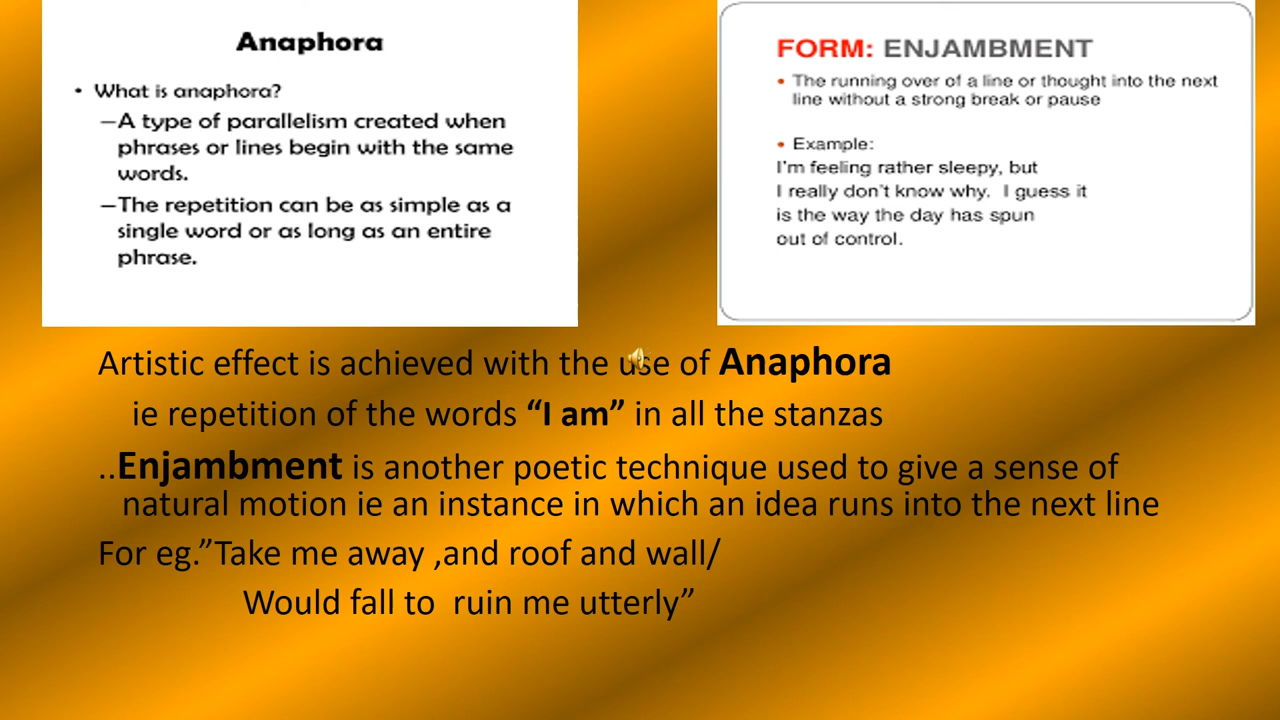 Anaphora
• What is anaphora?
–A type of parallelism created when
phrases or lines begin with the same
words.
–The repetition can be as simple as a
single word or as long as an entire
phrase.
FORM: ENJAMBMENT
• The running over of a line or thought into the next
line without a strong break or pause
• Example:
I'm feeling rather sleepy, but
I really don't know why. I guess it
is the way the day has spun
out of control.
Artistic effect is achieved with the use of Anaphora
ie repetition of the words “I am” in all the stanzas
..Enjambment is another poetic technique used to give a sense of
natural motion ie an instance in which an idea runs into the next line
For eg.”Take me away ,and roof and wall/
Would fall to ruin me utterly”